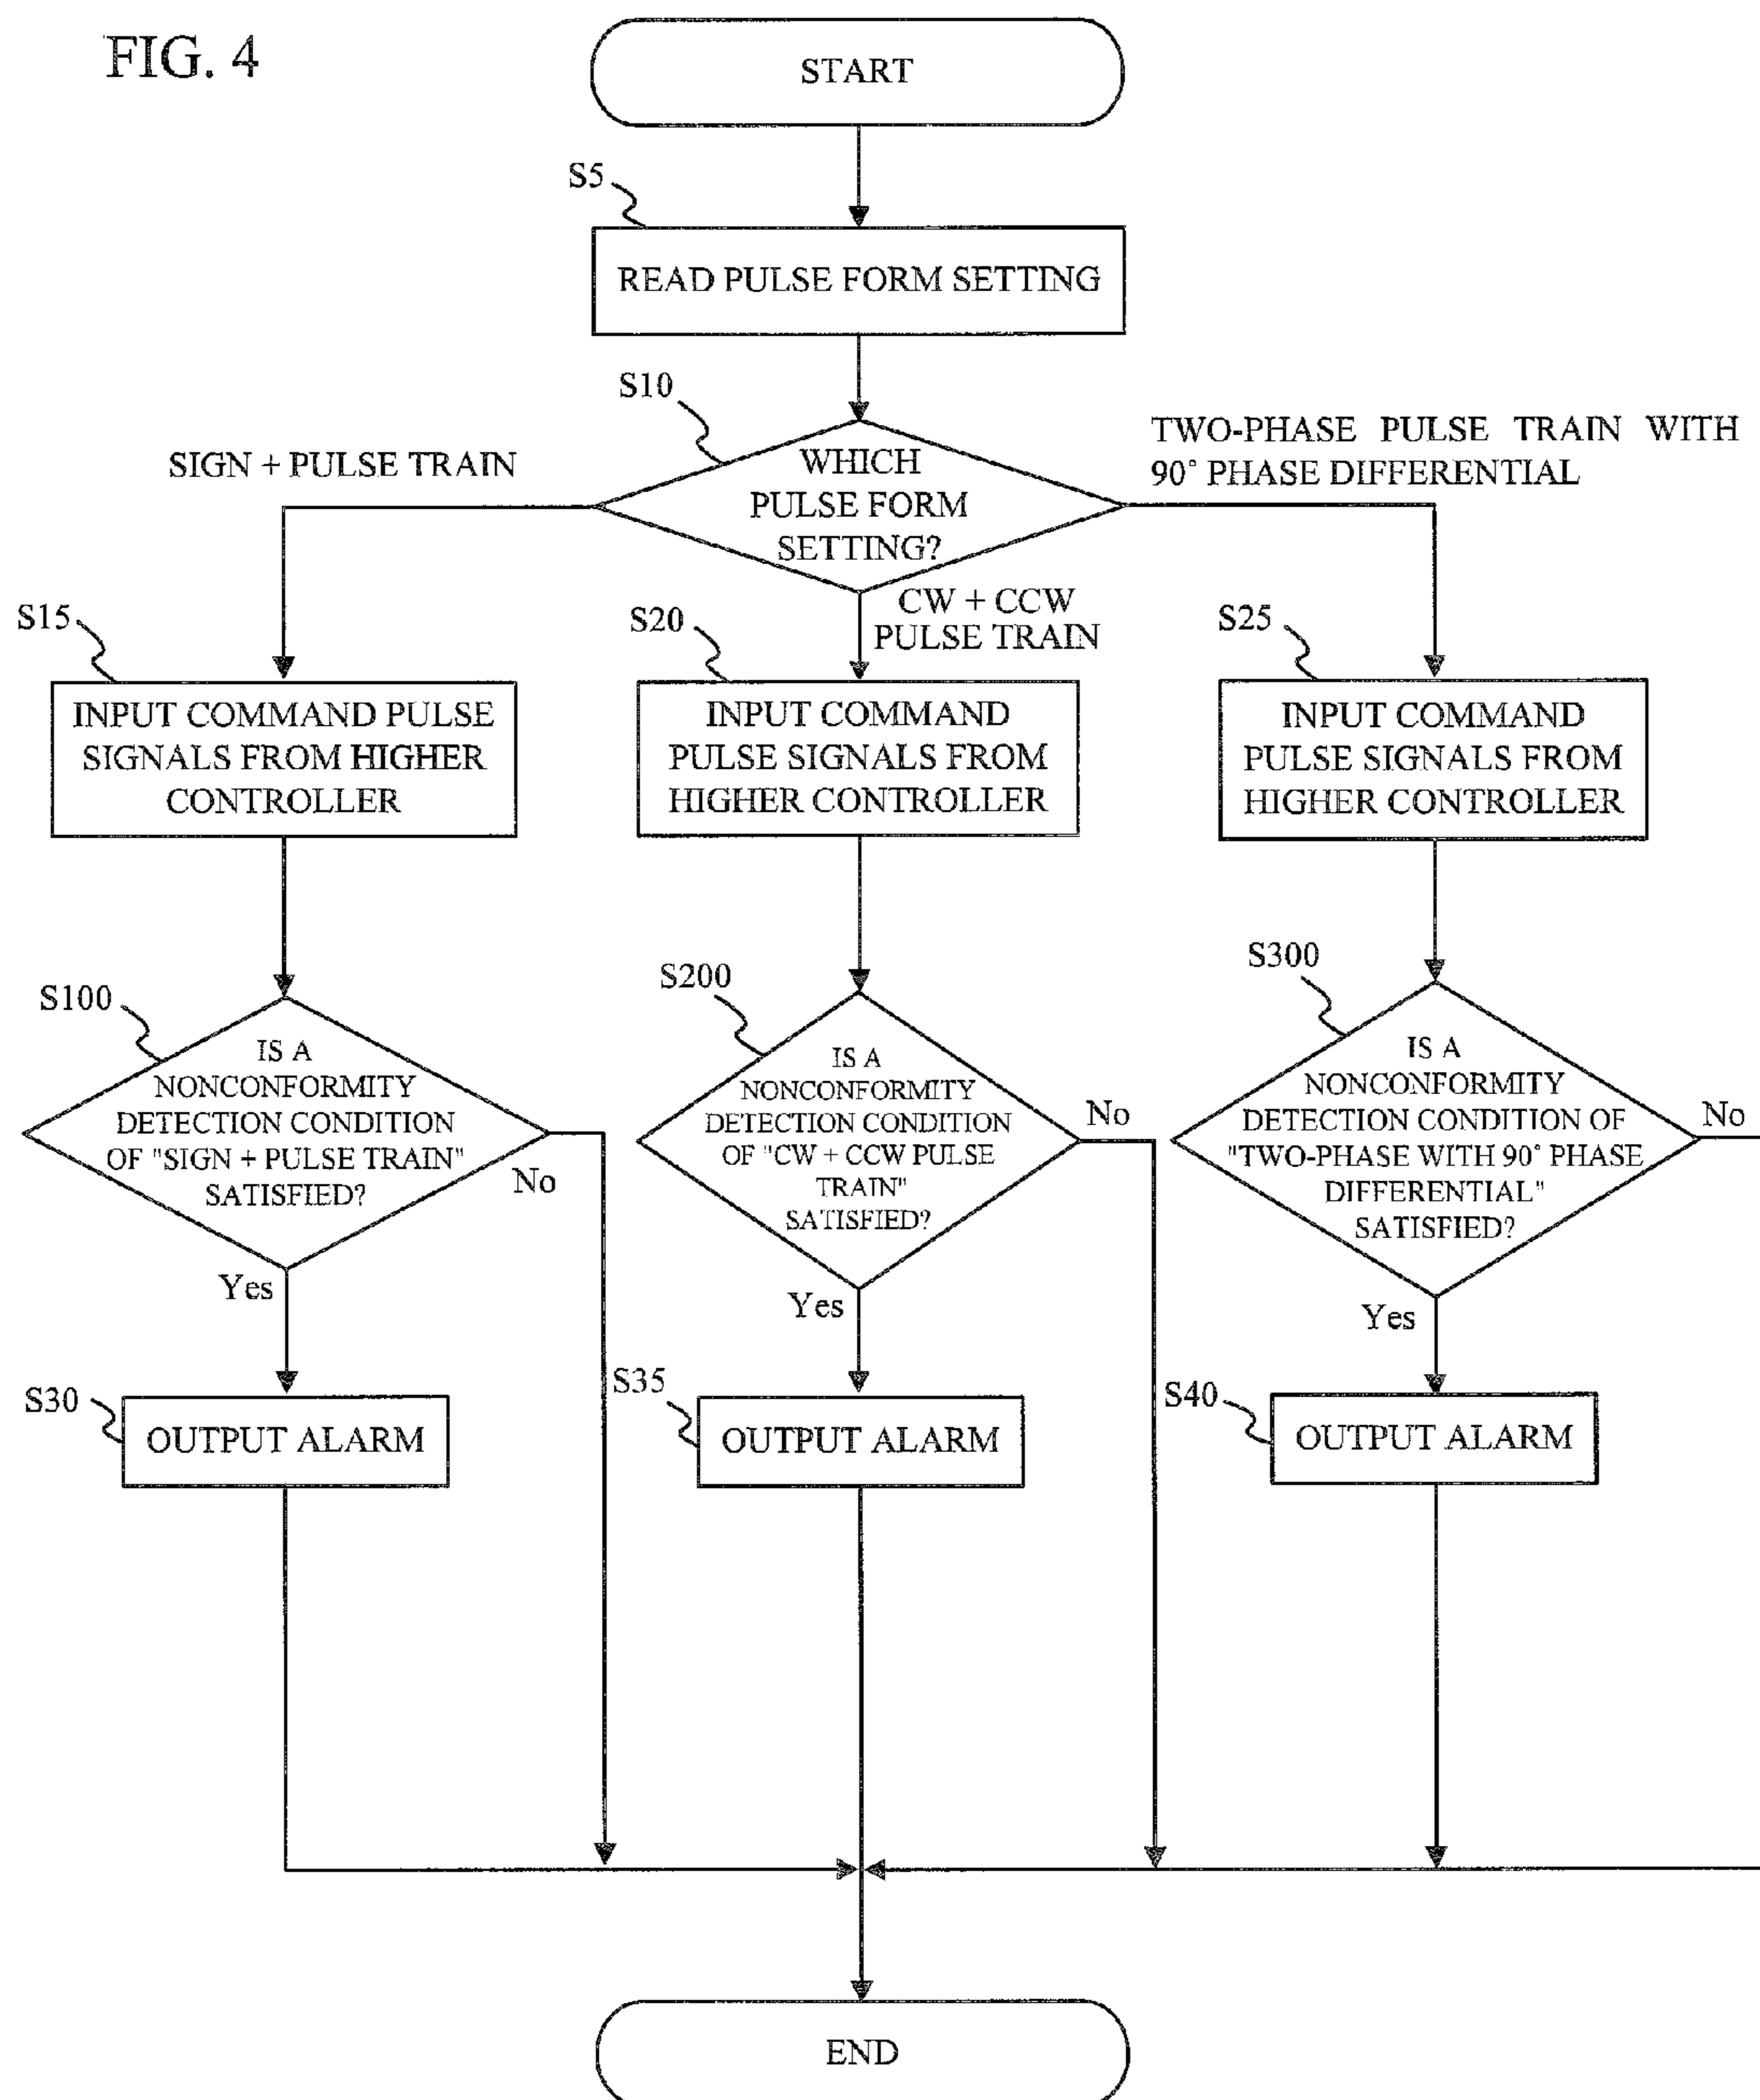 FIG. 4
START
S5
READ PULSE FORM SETTING
S10
WHICH
PULSE FORM
SETTING?
SIGN + PULSE TRAIN
TWO-PHASE PULSE TRAIN WITH
90° PHASE DIFFERENTIAL
CW + CCW
PULSE TRAIN
S15
INPUT COMMAND PULSE
SIGNALS FROM HIGHER
CONTROLLER
S20
INPUT COMMAND
PULSE SIGNALS FROM
HIGHER CONTROLLER
S25
INPUT COMMAND
PULSE SIGNALS FROM
HIGHER CONTROLLER
S100
IS A
NONCONFORMITY
DETECTION CONDITION
OF "SIGN + PULSE TRAIN"
SATISFIED?
No
Yes
S200
IS A
NONCONFORMITY
DETECTION CONDITION
OF "CW + CCW PULSE
TRAIN"
SATISFIED?
No
Yes
S300
IS A
NONCONFORMITY
DETECTION CONDITION OF
"TWO-PHASE WITH 90° PHASE
DIFFERENTIAL"
SATISFIED?
No
Yes
S30
OUTPUT ALARM
S35
OUTPUT ALARM
S40
OUTPUT ALARM
END